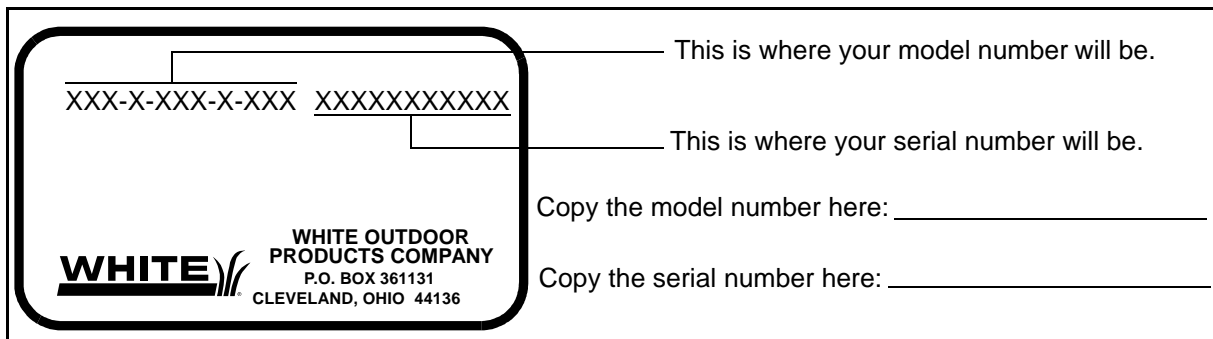 This is where your model number will be.
XXX-X-XXX-X-XXX XXXXXXXXXXX
This is where your serial number will be.
Copy the model number here:
WHITE OUTDOOR
PRODUCTS COMPANY
P.O. BOX 361131
CLEVELAND, OHIO 44136
WHITE
Copy the serial number here: